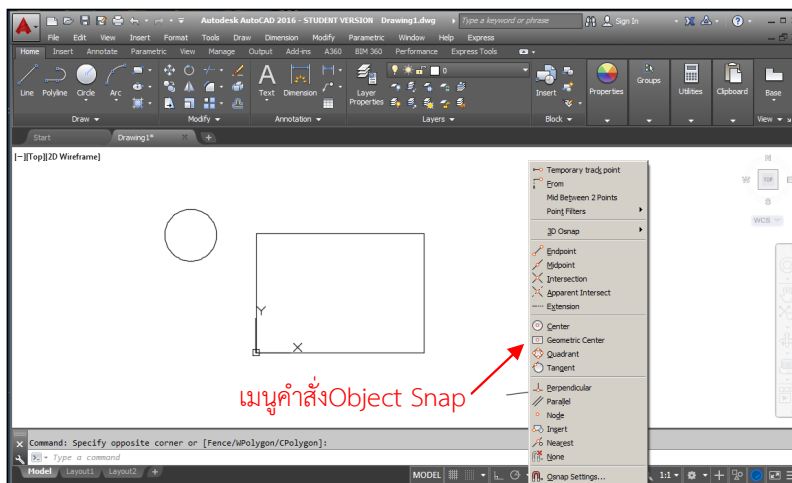 Autodesk AutoCAD 2016 - STUDENT VERSION Drawing1.dwg Type a keyword or phrase Sign In
File Edit View Insert Format Parametric Window Help Express Tools Draw Dimension Modify
Home Insert Annotate Parametric View Manage Output Add-ins A360 BIM 360 Performance Express Tools
Line Polyline Circle Arc Text Dimension Layer Properties Insert Properties Groups Utilities Clipboard Base
0
Draw Modify Annotation Layers Block View
Start Drawing1* +
[−][Top][2D Wireframe]
N
W TOP E
S
WCS
Y
X
Temporary track point
From
Mid Between 2 Points
Point Filters
3D Osnap
Endpoint
Midpoint
Intersection
Apparent Intersect
Extension
Center
Geometric Center
Quadrant
Tangent
Perpendicular
Parallel
Node
Insert
Nearest
None
Osnap Settings...
เมนูคำสั่งObject Snap
Command: Specify opposite corner or [Fence/WPolygon/CPolygon]:
Type a command
Model Layout1 Layout2 + MODEL 1:1